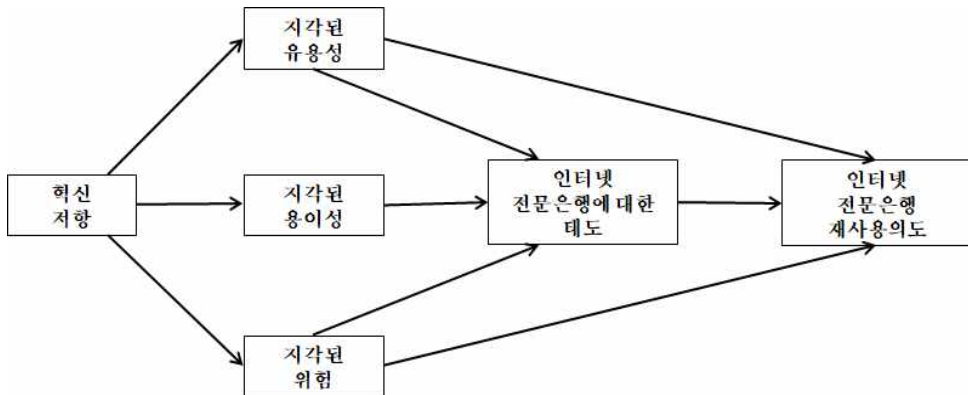 지각된
유용성
혁신
저항
지각된
용이성
인터넷
전문은행에 대한
태도
인터넷
전문은행
재사용의도
지각된
위험